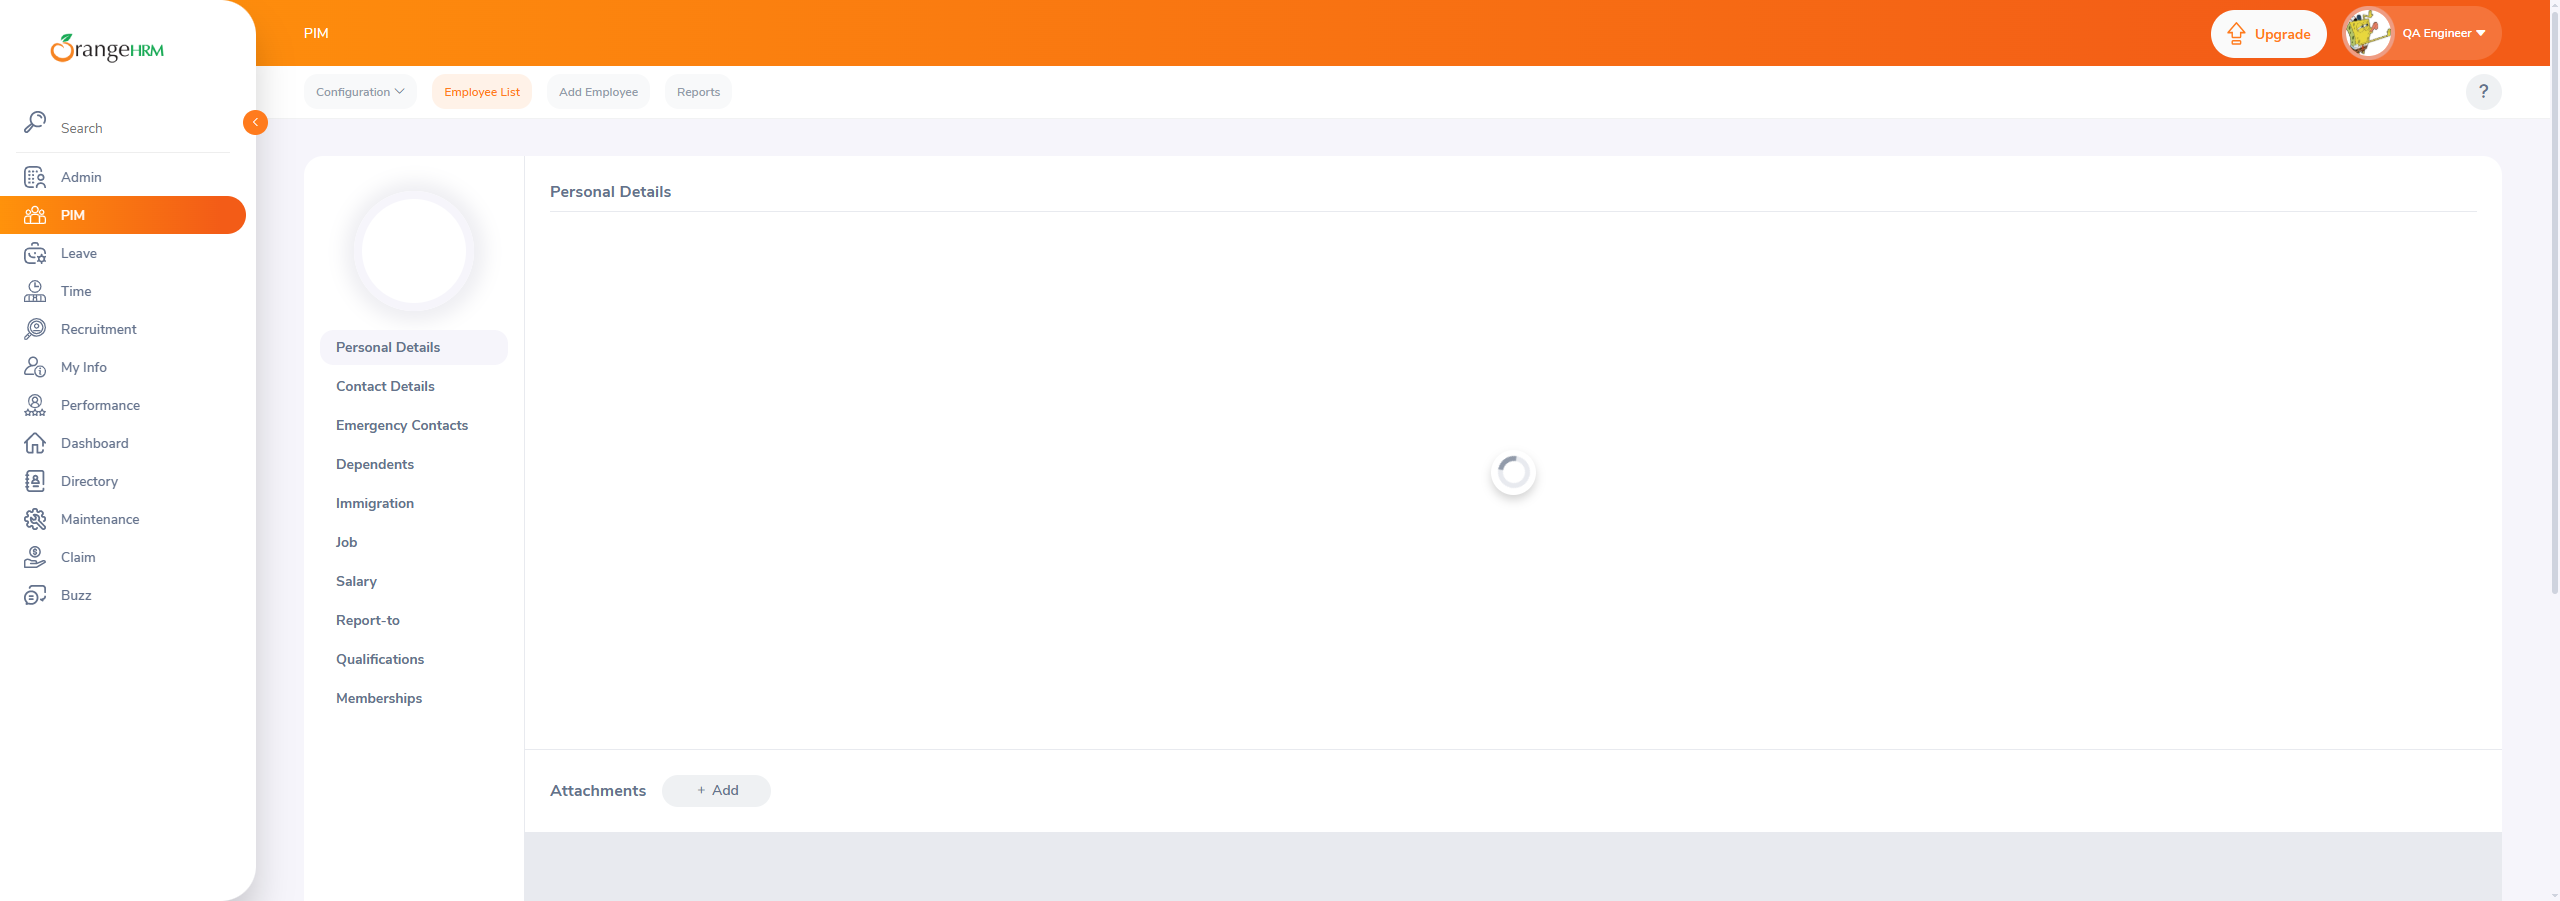 OrangeHRM
Search
Admin
PIM
Leave
Time
Recruitment
My Info
Performance
Dashboard
Directory
Maintenance
Claim
Buzz
PIM
Upgrade
QA Engineer
Configuration
Employee List
Add Employee
Reports
?
Personal Details
Contact Details
Emergency Contacts
Dependents
Immigration
Job
Salary
Report-to
Qualifications
Memberships
Personal Details
Attachments
+ Add